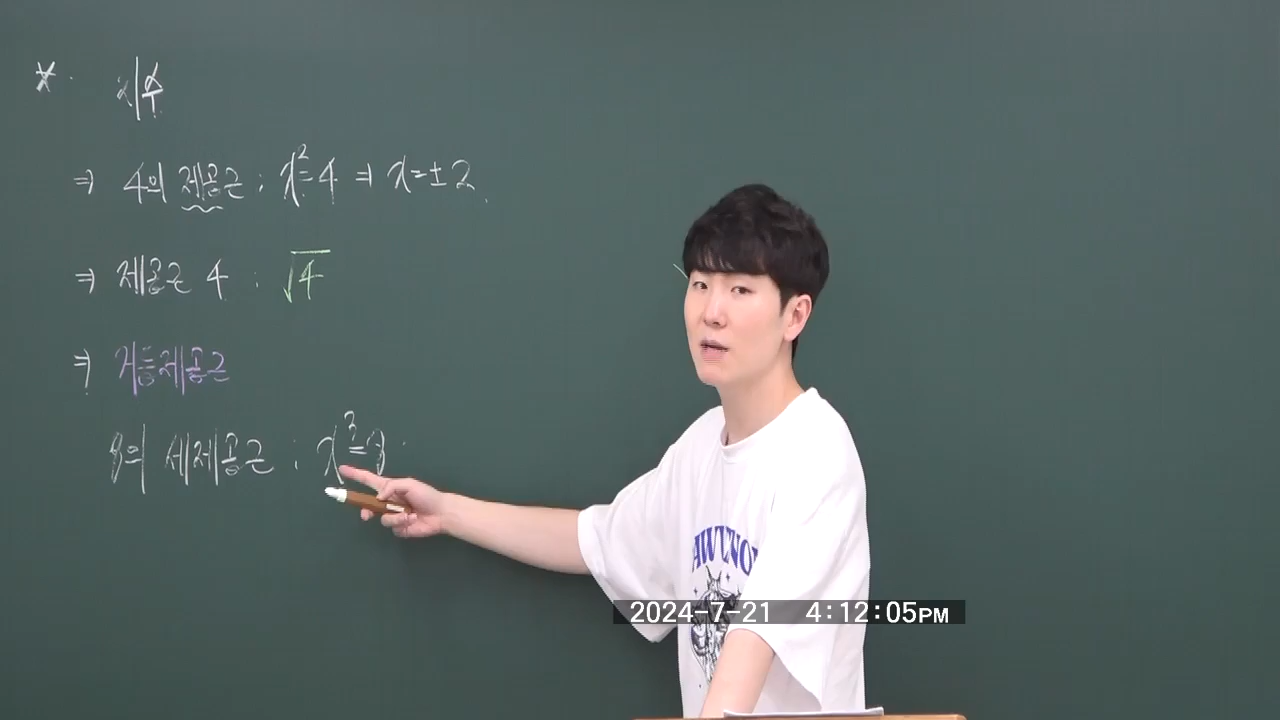 * 지수
⇒ 4의 제곱근 : x²=4 ⇒ x=±2
⇒ 제곱근 4 : √4
⇒ 거듭제곱근
8의 세제곱근 : x³=8
2024-7-21 4:12:05PM